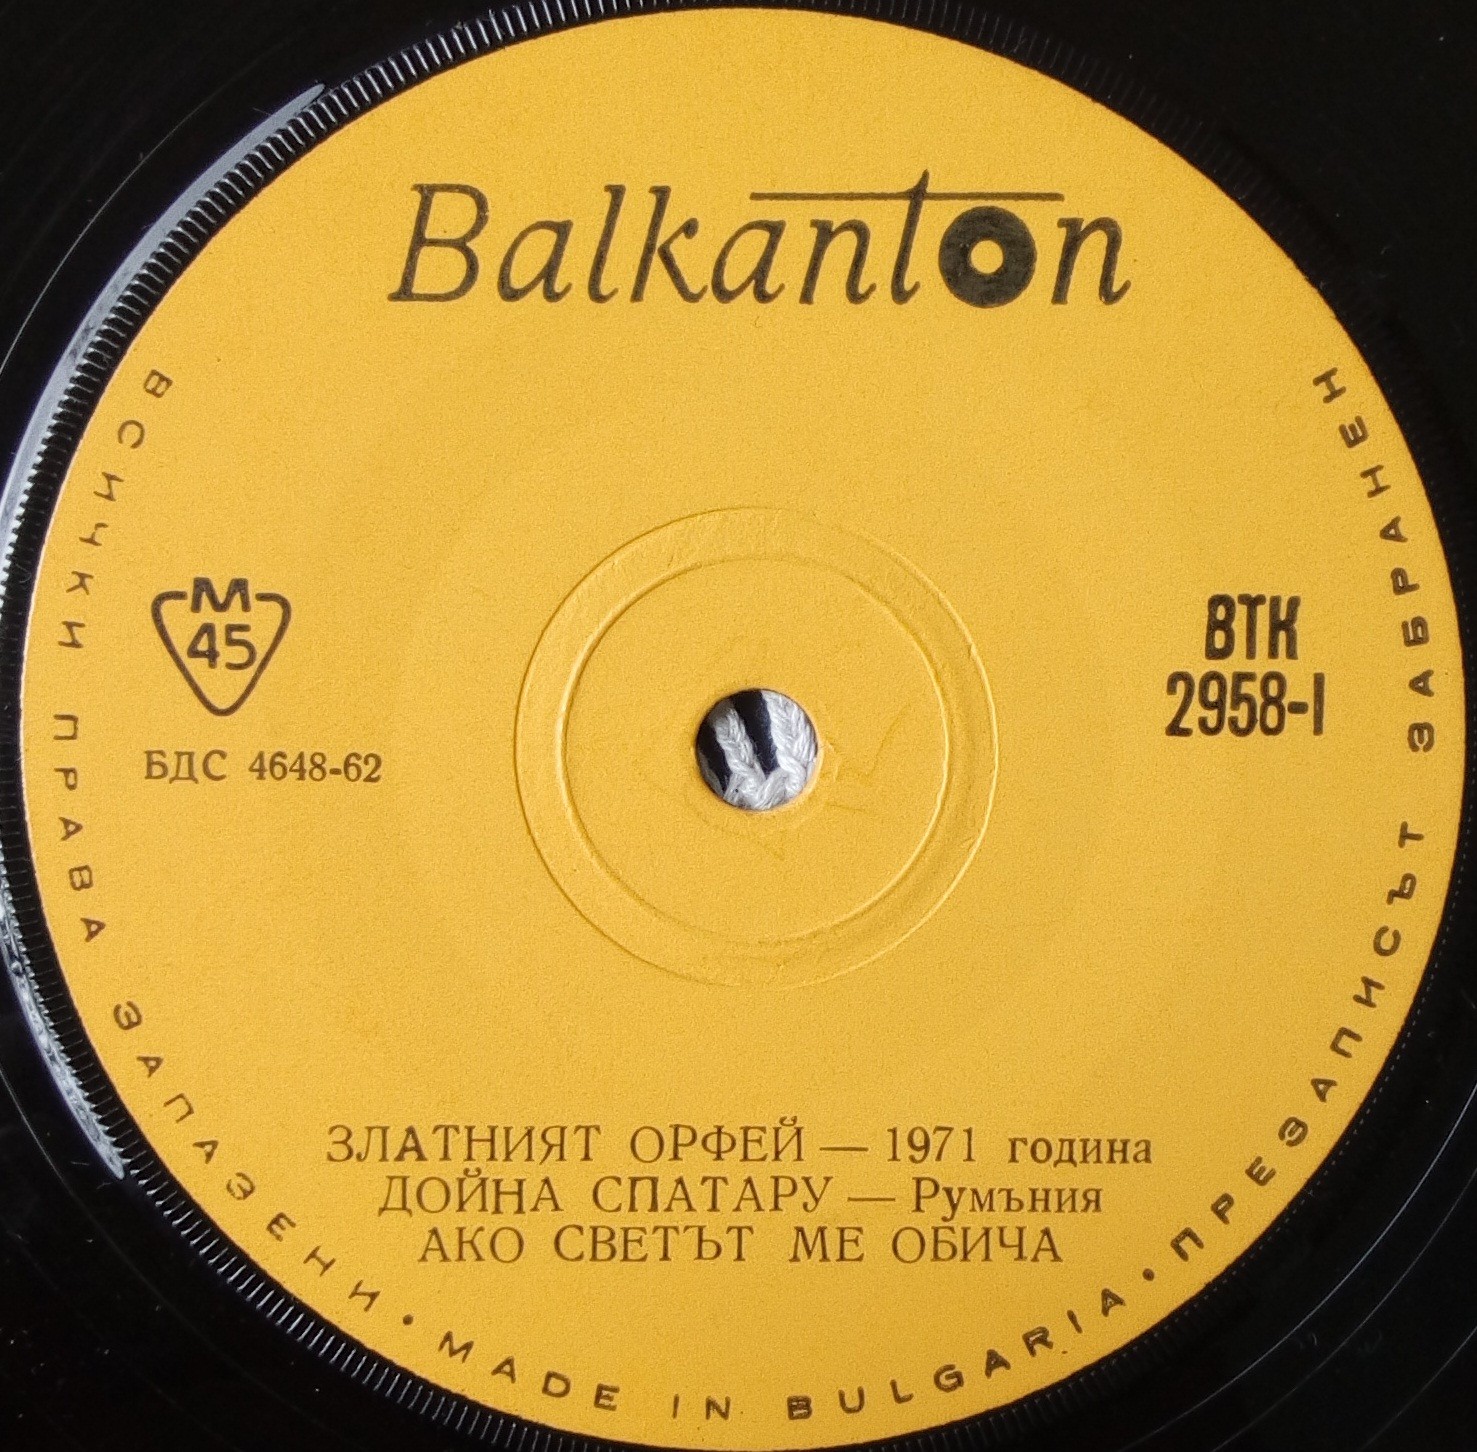 Balkanton
M
45
БДС 4648-62
ВТК
2958-I
ЗЛАТНИЯТ ОРФЕЙ — 1971 година
ДОЙНА СПАТАРУ — Румъния
АКО СВЕТЪТ МЕ ОБИЧА
ВСИЧКИ ПРАВА ЗАПАЗЕНИ • MADE IN BULGARIA • ПРЕЗАПИСЪТ ЗАБРАНЕН